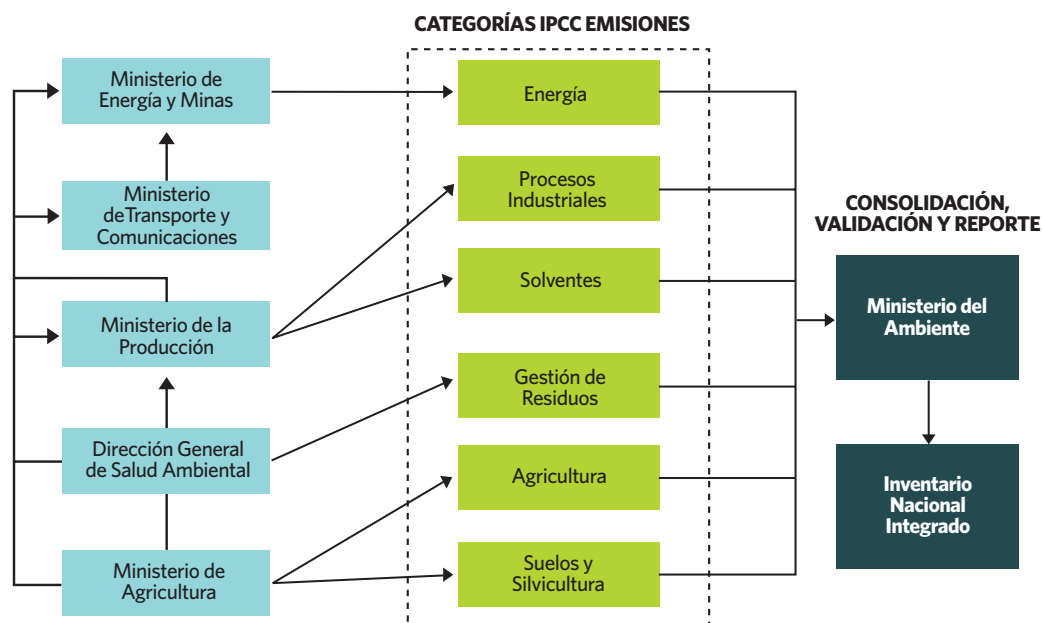 CATEGORÍAS IPCC EMISIONES
Ministerio de
Energía y Minas
Ministerio
deTransporte y
Comunicaciones
Ministerio de la
Producción
Dirección General
de Salud Ambiental
Ministerio de
Agricultura
Energía
Procesos
Industriales
Solventes
Gestión de
Residuos
Agricultura
Suelos y
Silvicultura
CONSOLIDACIÓN,
VALIDACIÓN Y REPORTE
Ministerio del
Ambiente
Inventario
Nacional
Integrado